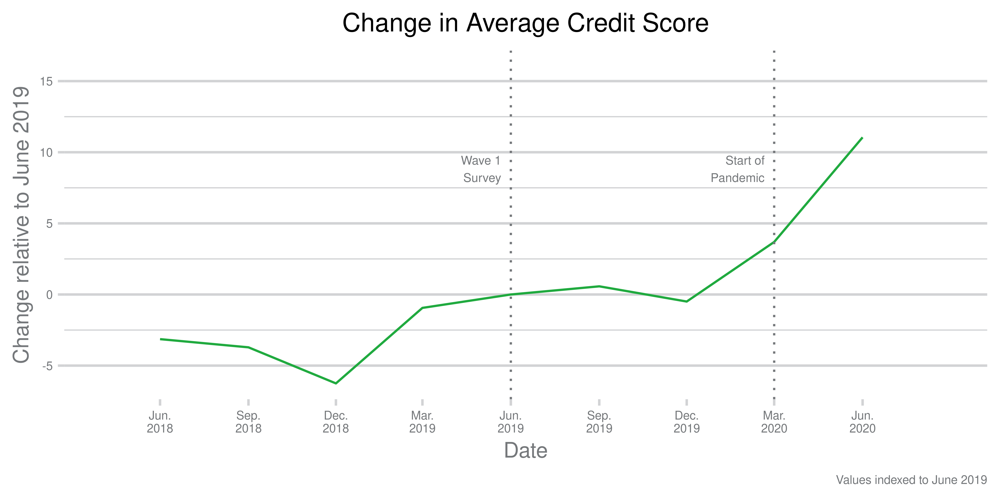 Change in Average Credit Score
Change relative to June 2019
15
10
5
0
-5
Wave 1
Survey
Start of
Pandemic
Jun.
2018
Sep.
2018
Dec.
2018
Mar.
2019
Jun.
2019
Sep.
2019
Dec.
2019
Mar.
2020
Jun.
2020
Date
Values indexed to June 2019